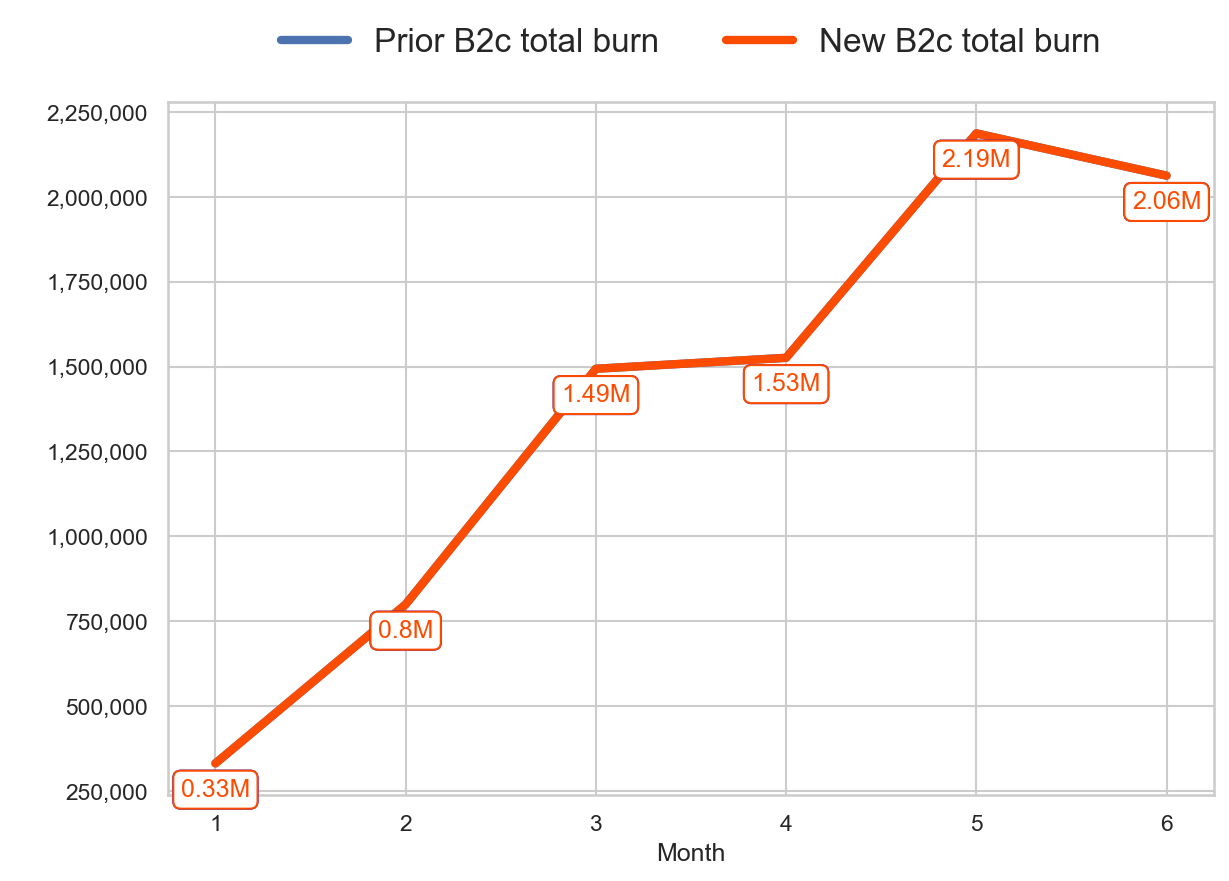 Prior B2c total burn New B2c total burn
2,250,000
2.19M
2,000,000
2.06M
1,750,000
1,500,000
1.49M
1.53M
1,250,000
1,000,000
750,000
0.8M
500,000
250,000
0.33M
1 2 3 4 5 6
Month